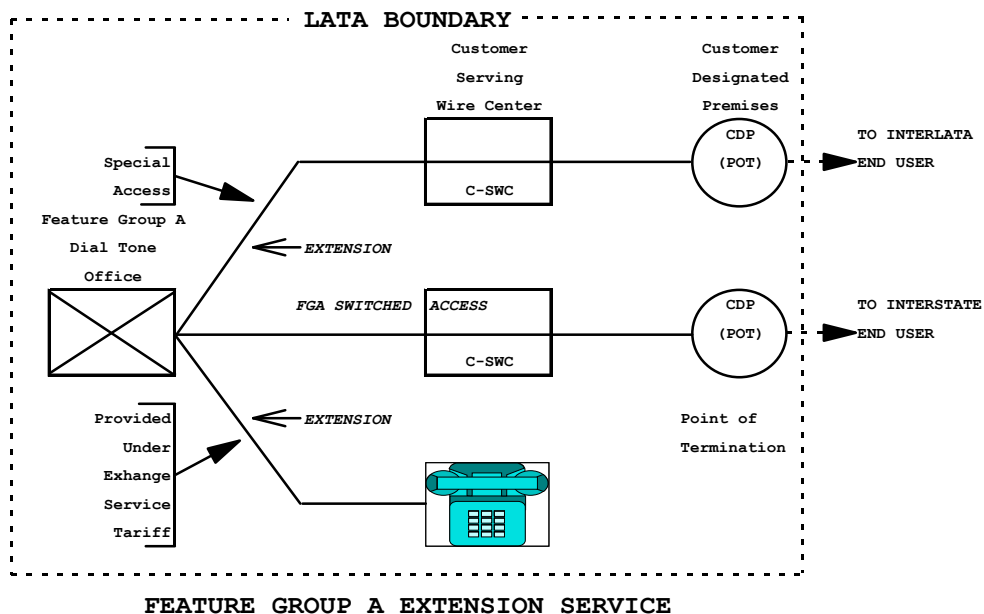 LATA BOUNDARY
Customer
Serving
Wire Center
Customer
Designated
Premises
Special
Access
C-SWC
CDP
(POT)
TO INTERLATA
END USER
Feature Group A
Dial Tone
Office
EXTENSION
FGA SWITCHED ACCESS
C-SWC
CDP
(POT)
TO INTERSTATE
END USER
EXTENSION
Provided
Under
Exhange
Service
Tariff
Point of
Termination
FEATURE GROUP A EXTENSION SERVICE